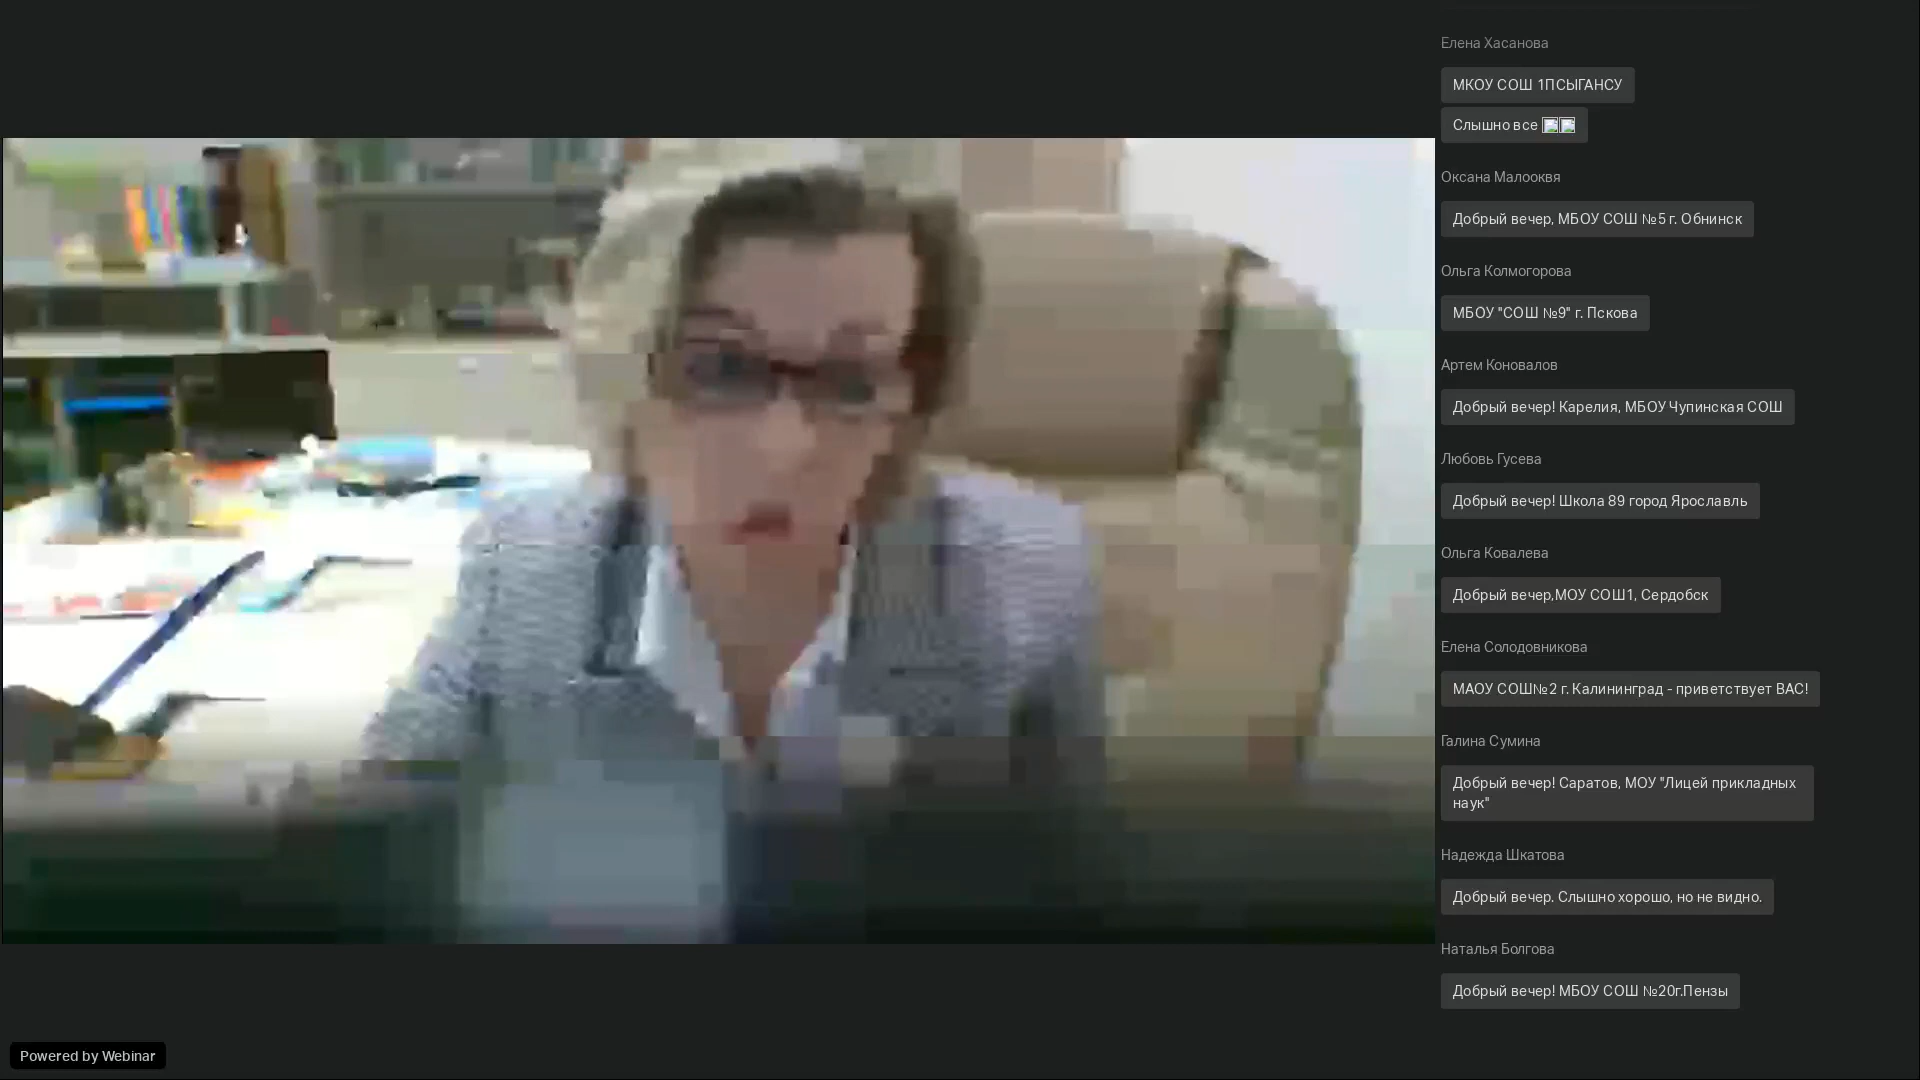 Елена Хасанова
МКОУ СОШ 1ПСЫГАНСУ
Слышно все
Оксана Малооквя
Добрый вечер, МБОУ СОШ №5 г. Обнинск
Ольга Колмогорова
МБОУ "СОШ №9" г. Пскова
Артем Коновалов
Добрый вечер! Карелия, МБОУ Чупинская СОШ
Любовь Гусева
Добрый вечер! Школа 89 город Ярославль
Ольга Ковалева
Добрый вечер,МОУ СОШ1, Сердобск
Елена Солодовникова
МАОУ СОШ№2 г. Калининград - приветствует ВАС!
Галина Сумина
Добрый вечер! Саратов, МОУ "Лицей прикладных
наук"
Надежда Шкатова
Добрый вечер. Слышно хорошо, но не видно.
Наталья Болгова
Добрый вечер! МБОУ СОШ №20г.Пензы
Powered by Webinar